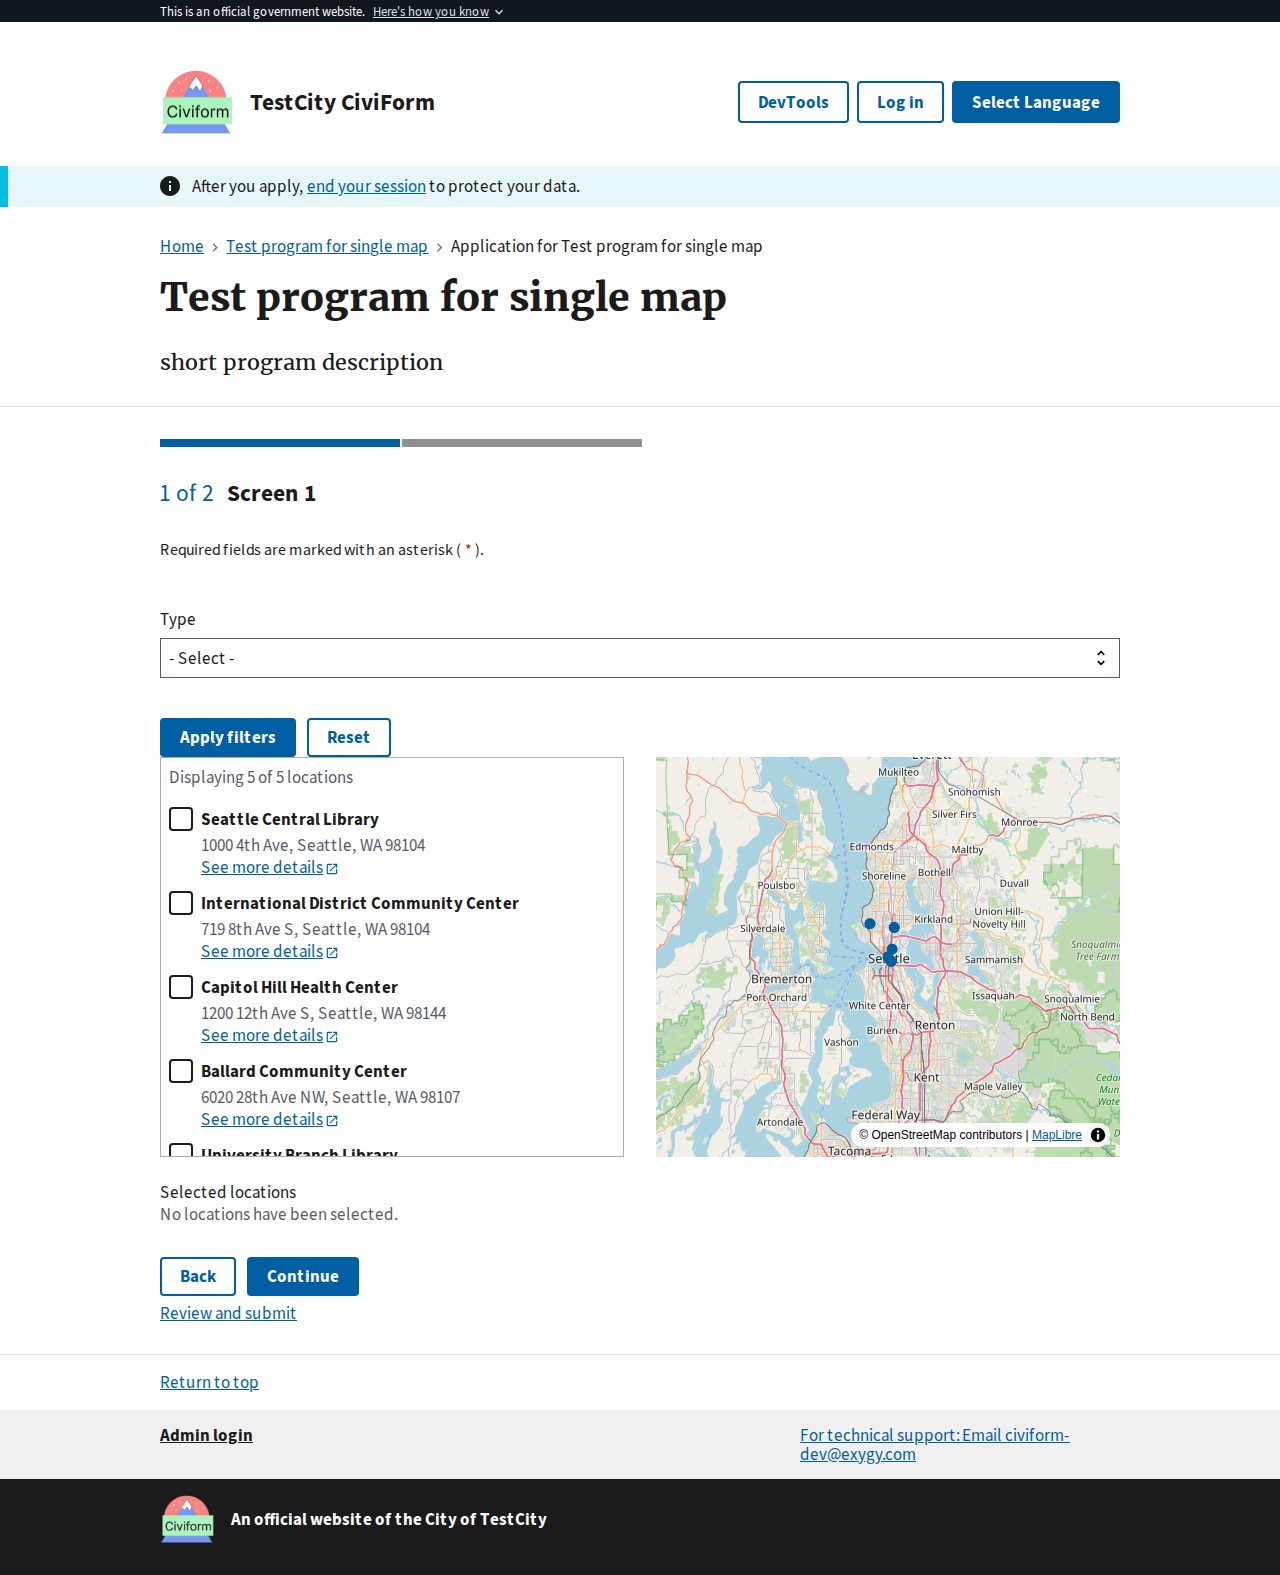 This is an official government website. Here's how you know
Civiform
TestCity CiviForm
DevTools
Log in
Select Language
After you apply, end your session to protect your data.
Home > Test program for single map > Application for Test program for single map
Test program for single map
short program description
1 of 2 Screen 1
Required fields are marked with an asterisk ( * ).
Type
- Select -
Apply filters
Reset
Displaying 5 of 5 locations
Seattle Central Library
1000 4th Ave, Seattle, WA 98104
See more details
International District Community Center
719 8th Ave S, Seattle, WA 98104
See more details
Capitol Hill Health Center
1200 12th Ave S, Seattle, WA 98144
See more details
Ballard Community Center
6020 28th Ave NW, Seattle, WA 98107
See more details
University Branch Library
Everett
Mukilteo
Snohomish
Silver Firs
Monroe
Edmonds
Maltby
Shoreline
Bothell
Poulsbo
Duvall
Union Hill-
Novelty Hill
Kirkland
Silverdale
Snoqualmie
Tree Farm
Seattle
Sammamish
Bremerton
Port Orchard
Issaquah
Snoqualmie
White Center
North Bend
Renton
Burien
Vashon
Kent
Maple Valley
Cedar
Mun
Wate
Federal Way
Artondale
Tacoma
© OpenStreetMap contributors | MapLibre
Selected locations
No locations have been selected.
Back
Continue
Review and submit
Return to top
Admin login
For technical support: Email civiform-
dev@exygy.com
Civiform
An official website of the City of TestCity